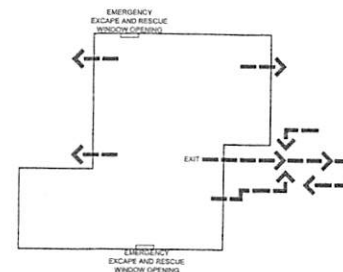 EMERGENCY
EXCAPE AND RESCUE
WINDOW OPENING
EXIT
EMERGENCY
EXCAPE AND RESCUE
WINDOW OPENING